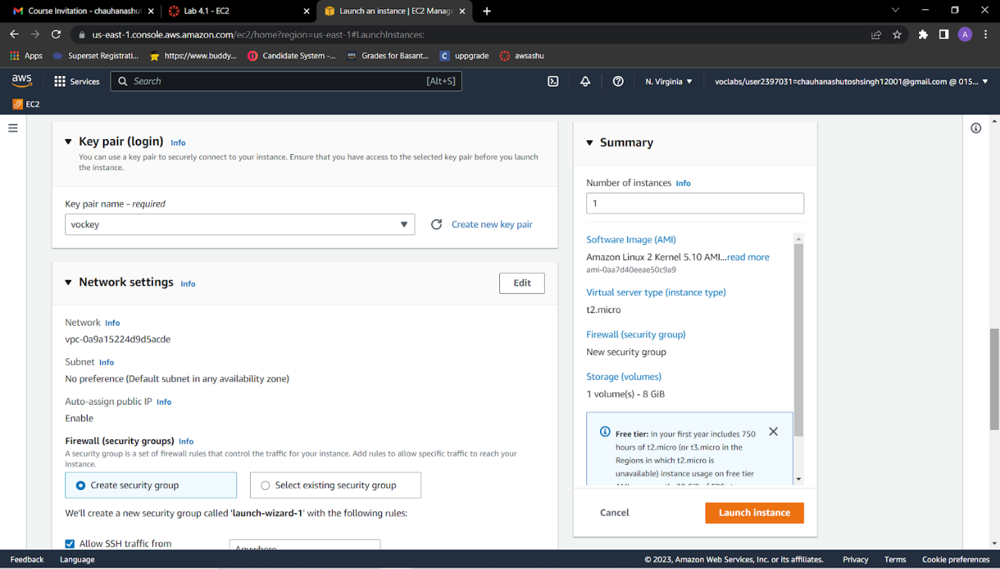 Course Invitation - chauhanashut
Lab 4.1 - EC2
Launch an instance | EC2 Manage
us-east-1.console.aws.amazon.com/ec2/home?region=us-east-1#LaunchInstances:
A
Apps
Superset Registrati...
https://www.buddy...
Candidate System -...
aws
Grades for Basant...
C
uppgrade
awsashu
aws
Services
Search
[Alt+S]
N. Virginia
voclabs/user2397031=chauhanashutoshsingh12001@gmail.com @ 015...
EC2
Key pair (login) Info
You can use a key pair to securely connect to your instance. Ensure that you have access to the selected key pair before you launch
the instance.
Key pair name - required
vockey
Create new key pair
Network settings Info
Edit
Network Info
vpc-0a9a15224d9d5acde
Subnet Info
No preference (Default subnet in any availability zone)
Auto-assign public IP Info
Enable
Firewall (security groups) Info
A security group is a set of firewall rules that control the traffic for your instance. Add rules to allow specific traffic to reach your
instance.
Create security group
Select existing security group
We'll create a new security group called 'launch-wizard-1' with the following rules:
Allow SSH traffic from
Anywhere
Summary
Number of instances Info
1
Software Image (AMI)
Amazon Linux 2 Kernel 5.10 AMI...read more
ami-0aa7d40eeae50c9a9
Virtual server type (instance type)
t2.micro
Firewall (security group)
New security group
Storage (volumes)
1 volume(s) - 8 GiB
Free tier: In your first year includes 750
hours of t2.micro (or t3.micro in the
Regions in which t2.micro is
unavailable) instance usage on free tier
Cancel
Launch instance
Feedback
Language
© 2023, Amazon Web Services, Inc. or its affiliates.
Privacy
Terms
Cookie preferences